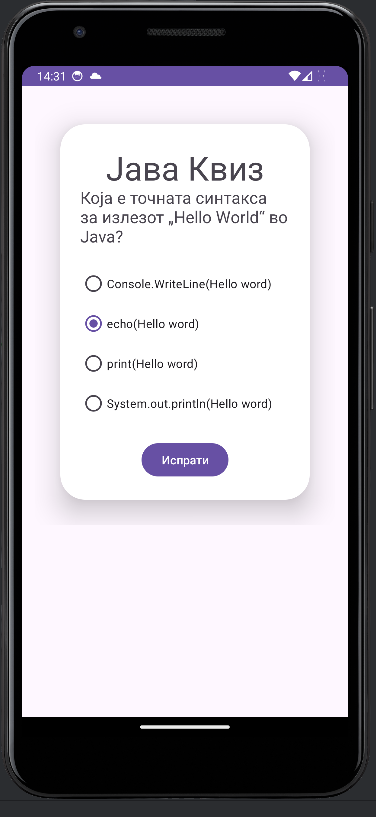 14:31
Јава Квиз
Која е точната синтакса
за излезот „Hello World“ во
Java?
Console.WriteLine(Hello word)
echo(Hello word)
print(Hello word)
System.out.println(Hello word)
Испрати